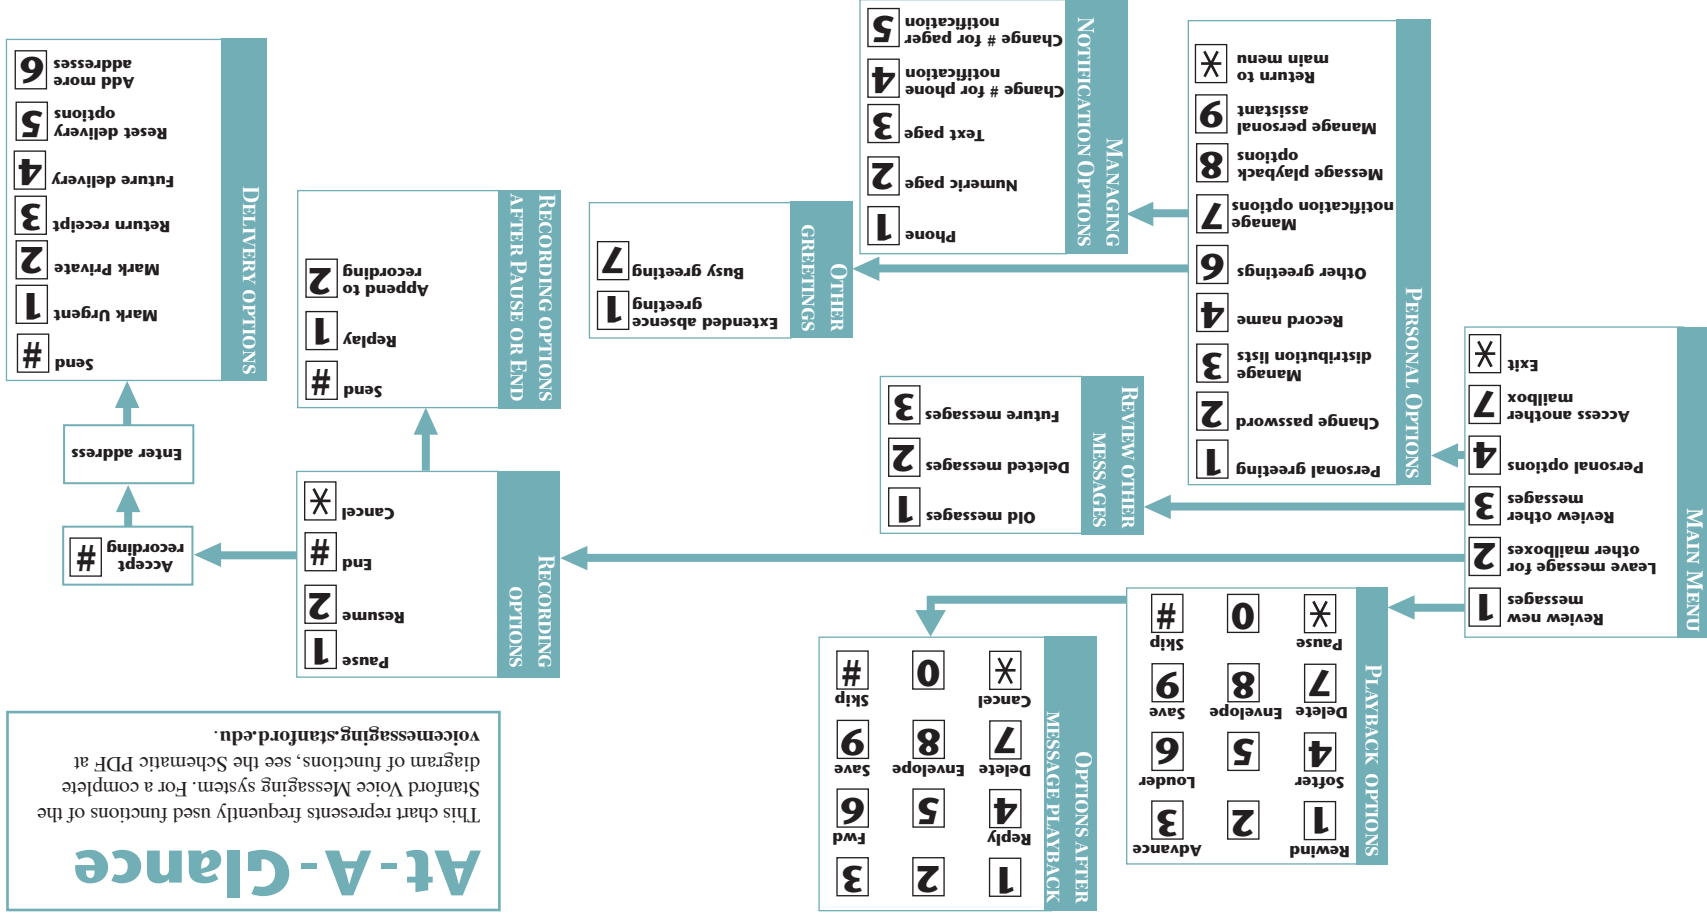 At-A-Glance
This chart represents frequently used functions of the
Stanford Voice Messaging system. For a complete
diagram of functions, see the Schematic PDF at
voicemessaging.stanford.edu.
MAIN MENU
1 Review new
messages
2 Leave message for
other mailboxes
3 Review other
messages
4 Personal options
7 Access another
mailbox
* Exit
PLAYBACK OPTIONS
Rewind Advance
1 2 3
Softer Louder
4 5 6
Delete Envelope Save
7 8 9
Pause Skip
* 0 #
OPTIONS AFTER
MESSAGE PLAYBACK
1 2 3
Reply Fwd
4 5 6
Delete Envelope Save
7 8 9
Cancel Skip
* 0 #
RECORDING
OPTIONS
1 Pause
2 Resume
# End
* Cancel
Accept
recording #
Enter address
DELIVERY OPTIONS
# Send
1 Mark Urgent
2 Mark Private
3 Return receipt
4 Future delivery
5 Reset delivery
options
6 Add more
addresses
RECORDING OPTIONS
AFTER PAUSE OR END
# Send
1 Replay
2 Append to
recording
REVIEW OTHER
MESSAGES
1 Old messages
2 Deleted messages
3 Future messages
PERSONAL OPTIONS
1 Personal greeting
2 Change password
3 Manage
distribution lists
4 Record name
6 Other greetings
7 Manage
notification options
8 Message playback
options
9 Manage personal
assistant
* Return to
main menu
OTHER
GREETINGS
1 Extended absence
greeting
7 Busy greeting
MANAGING
NOTIFICATION OPTIONS
1 Phone
2 Numeric page
3 Text page
4 Change # for phone
notification
5 Change # for pager
notification